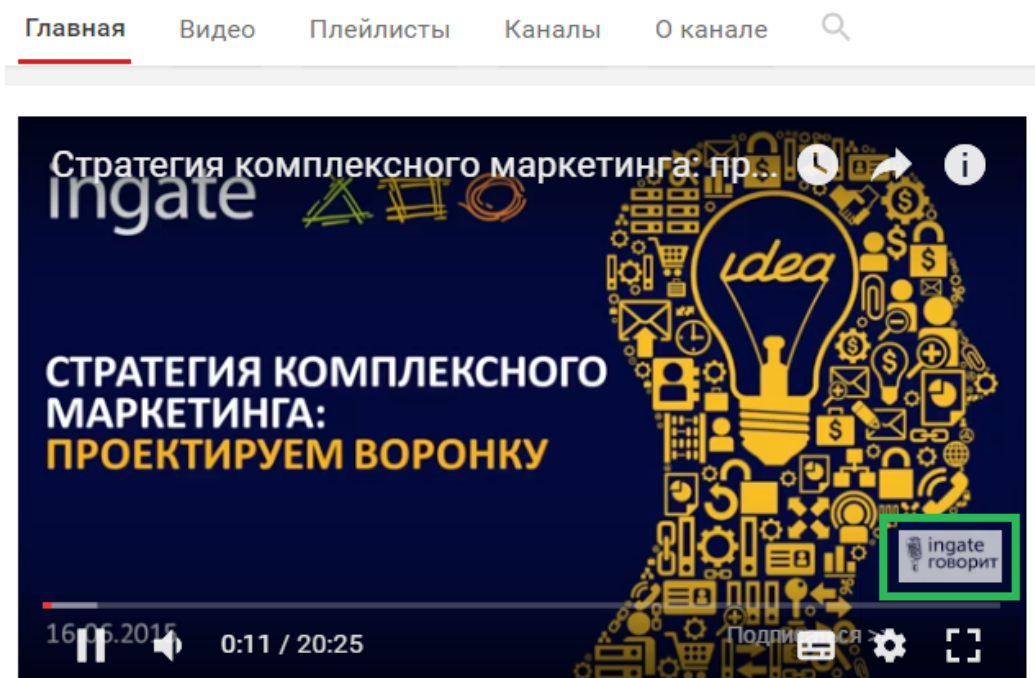 Главная Видео Плейлисты Каналы О канале
Стратегия комплексного маркетинга: пр...
ingate
idea
СТРАТЕГИЯ КОМПЛЕКСНОГО
МАРКЕТИНГА:
ПРОЕКТИРУЕМ ВОРОНКУ
ingate
говорит
16.06.2015
0:11 / 20:25
Подписаться >